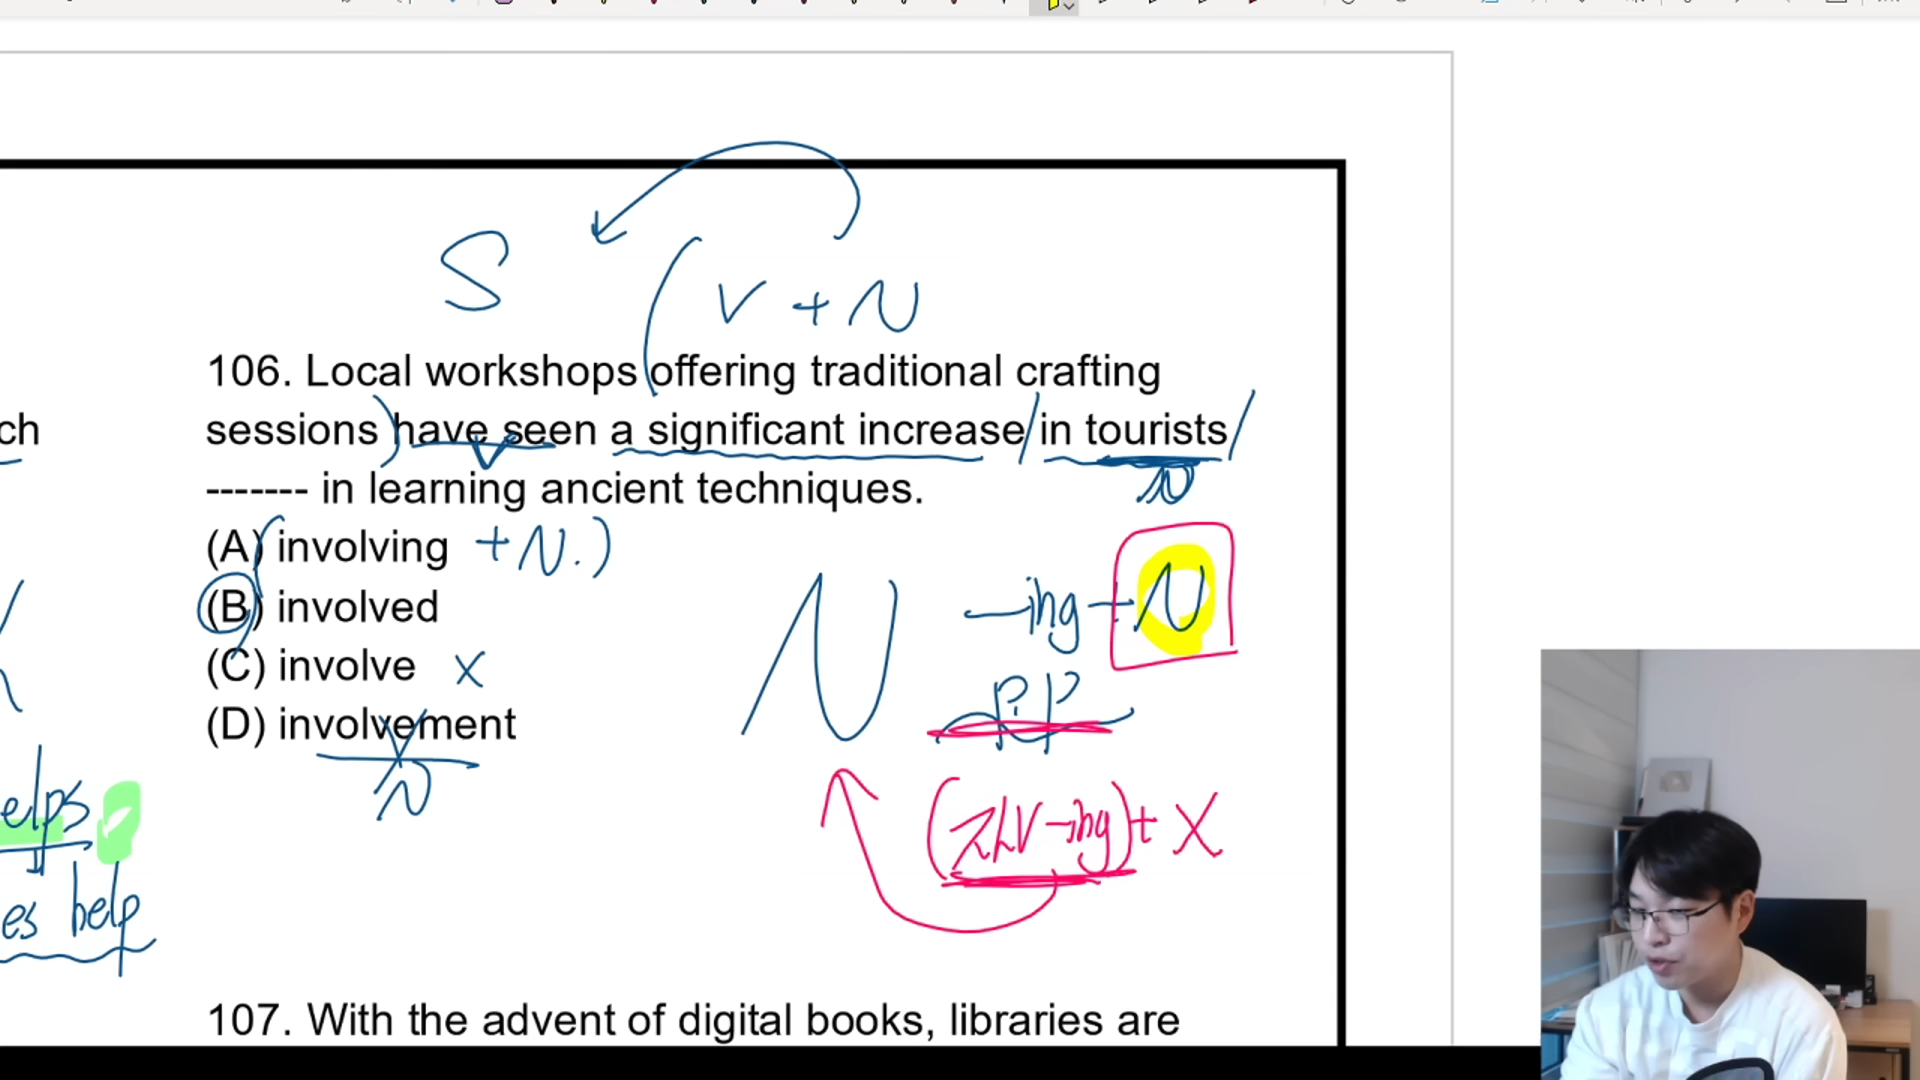 S
( V + N
106. Local workshops offering traditional crafting
ch
sessions ) have seen a significant increase / in tourists /
V
N
------- in learning ancient techniques.
(A) involving + N.)
(B) involved
N -ing + N
(C) involve X
P.P
(D) involvement
N
elps
(자V-ing) + X
es help
107. With the advent of digital books, libraries are